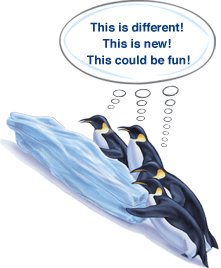 This is different!
This is new!
This could be fun!